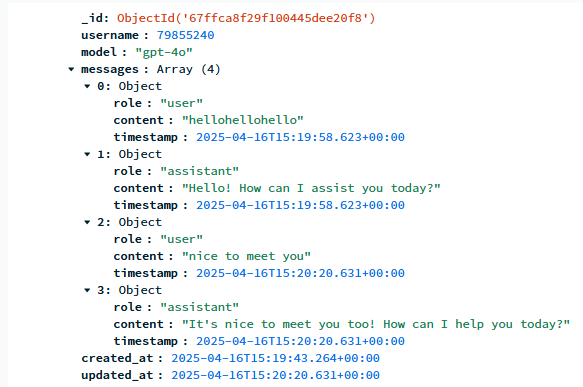 _id: ObjectId('67ffca8f29f100445dee20f8')
username : 79855240
model : "gpt-4o"
messages : Array (4)
0: Object
role : "user"
content : "hellohellohello"
timestamp : 2025-04-16T15:19:58.623+00:00
1: Object
role : "assistant"
content : "Hello! How can I assist you today?"
timestamp : 2025-04-16T15:19:58.623+00:00
2: Object
role : "user"
content : "nice to meet you"
timestamp : 2025-04-16T15:20:20.631+00:00
3: Object
role : "assistant"
content : "It's nice to meet you too! How can I help you today?"
timestamp : 2025-04-16T15:20:20.631+00:00
created_at : 2025-04-16T15:19:43.264+00:00
updated_at : 2025-04-16T15:20:20.631+00:00